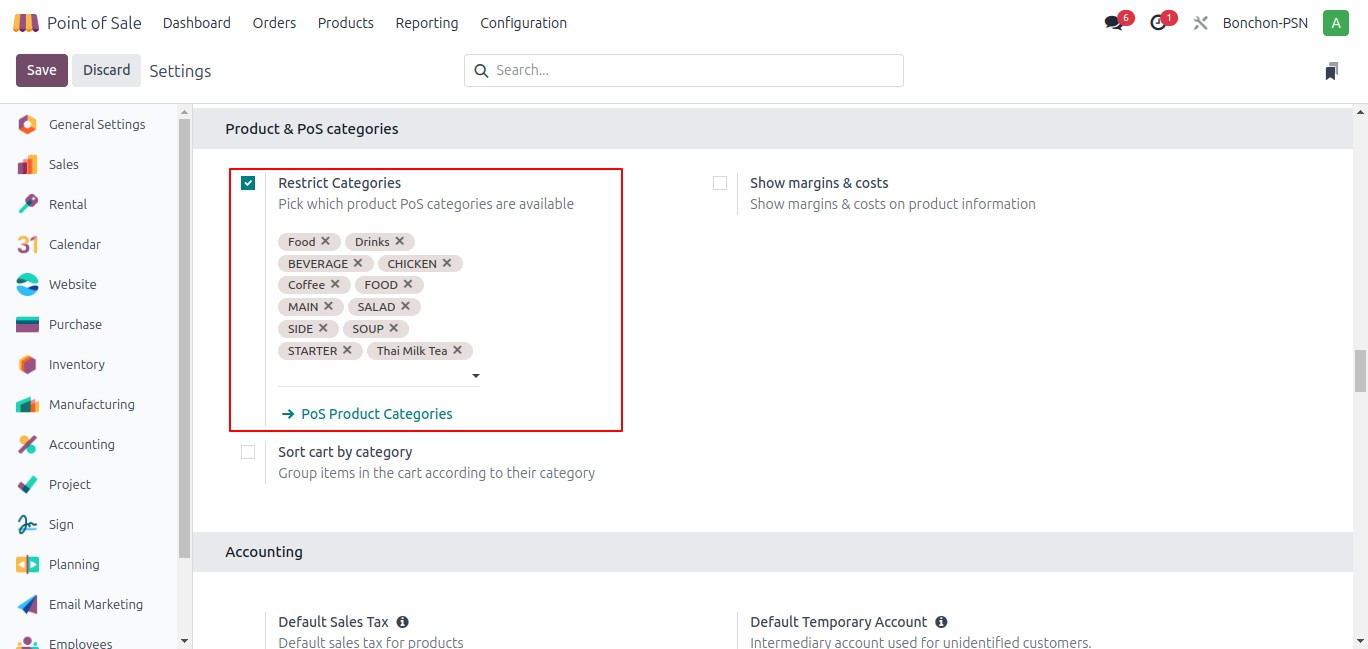 Point of Sale Dashboard Orders Products Reporting Configuration 6 1 Bonchon-PSN A
Save Discard Settings Search...
General Settings
Sales
Rental
31 Calendar
Website
Purchase
Inventory
Manufacturing
Accounting
Project
Sign
Planning
Email Marketing
Employees
Product & PoS categories
Restrict Categories
Pick which product PoS categories are available
Food ✕ Drinks ✕
BEVERAGE ✕ CHICKEN ✕
Coffee ✕ FOOD ✕
MAIN ✕ SALAD ✕
SIDE ✕ SOUP ✕
STARTER ✕ Thai Milk Tea ✕
→ PoS Product Categories
Show margins & costs
Show margins & costs on product information
Sort cart by category
Group items in the cart according to their category
Accounting
Default Sales Tax
Default sales tax for products
Default Temporary Account
Intermediary account used for unidentified customers.